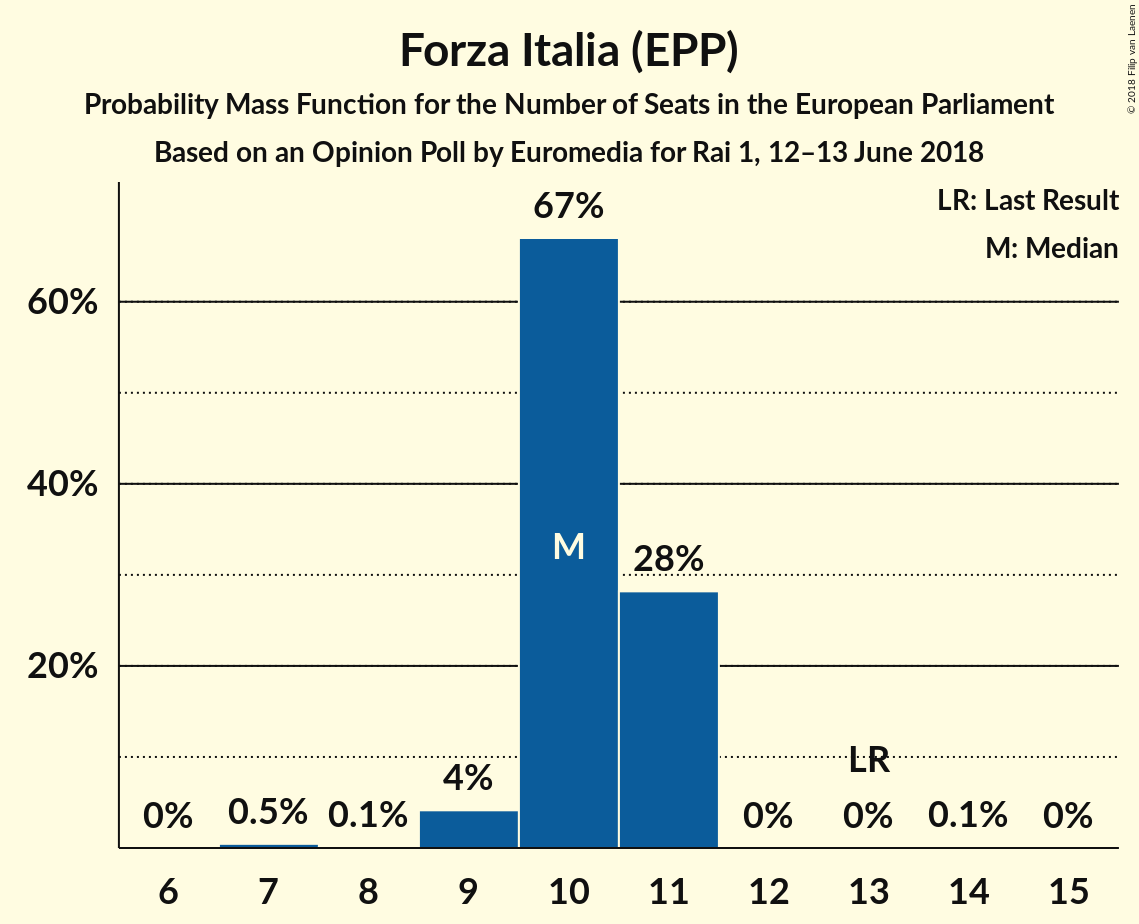 Forza Italia (EPP)
Probability Mass Function for the Number of Seats in the European Parliament
Based on an Opinion Poll by Euromedia for Rai 1, 12–13 June 2018
© 2018 Filip van Laenen
LR: Last Result
M: Median
67%
60%
40%
M
28%
20%
LR
0%
0.5%
0.1%
4%
0%
0%
0.1%
0%
6 7 8 9 10 11 12 13 14 15